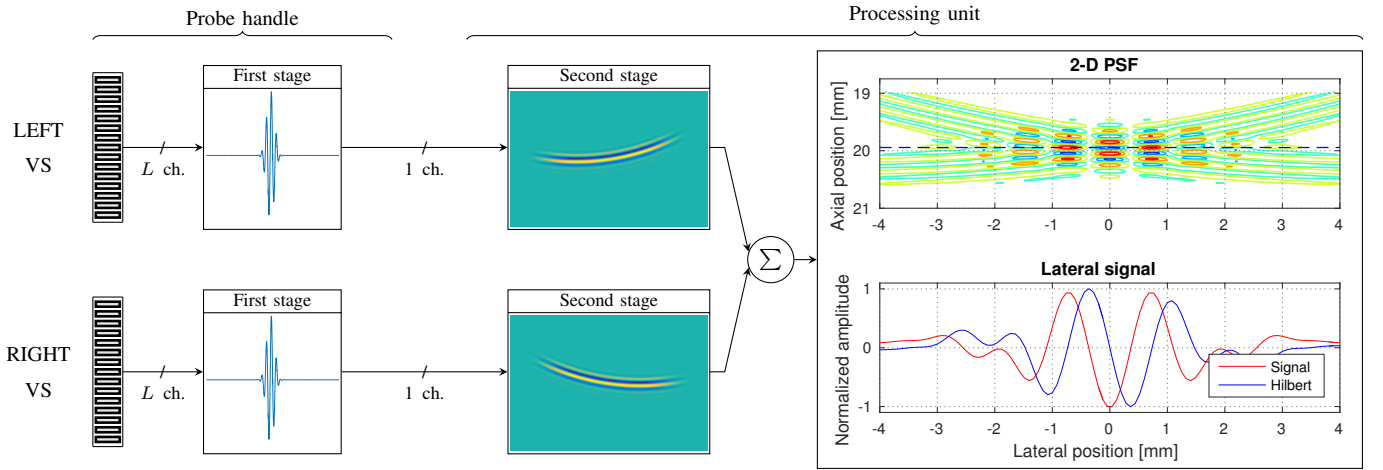 Probe handle
Processing unit
LEFT
VS
L ch.
First stage
1 ch.
Second stage
RIGHT
VS
L ch.
First stage
1 ch.
Second stage
Σ
2-D PSF
Axial position [mm]
19
20
21
-4 -3 -2 -1 0 1 2 3 4
Lateral signal
Normalized amplitude
1
0
-1
Signal
Hilbert
-4 -3 -2 -1 0 1 2 3 4
Lateral position [mm]